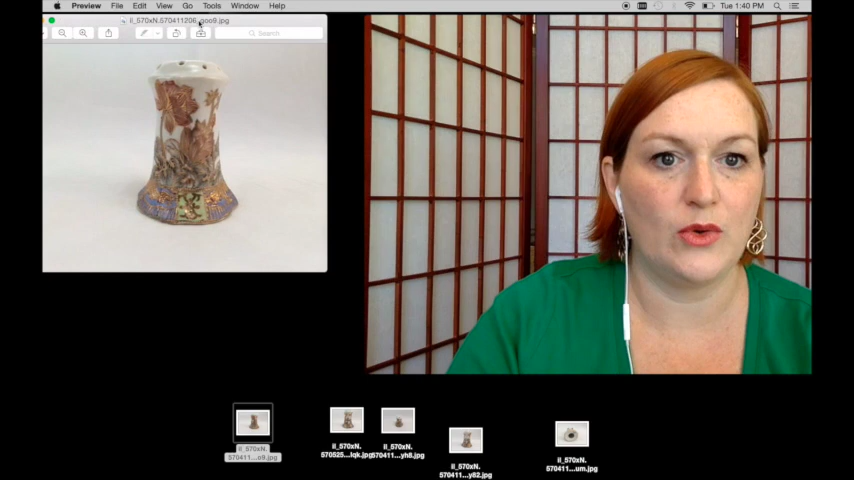 Preview File Edit View Go Tools Window Help
Tue 1:40 PM
il_570xN.570411206_goo9.jpg
Search
il_570xN.
570411...o9.jpg
il_570xN.
570525...lqk.jpg
il_570xN.
570411...yh8.jpg
il_570xN.
570411...y82.jpg
il_570xN.
570411...um.jpg